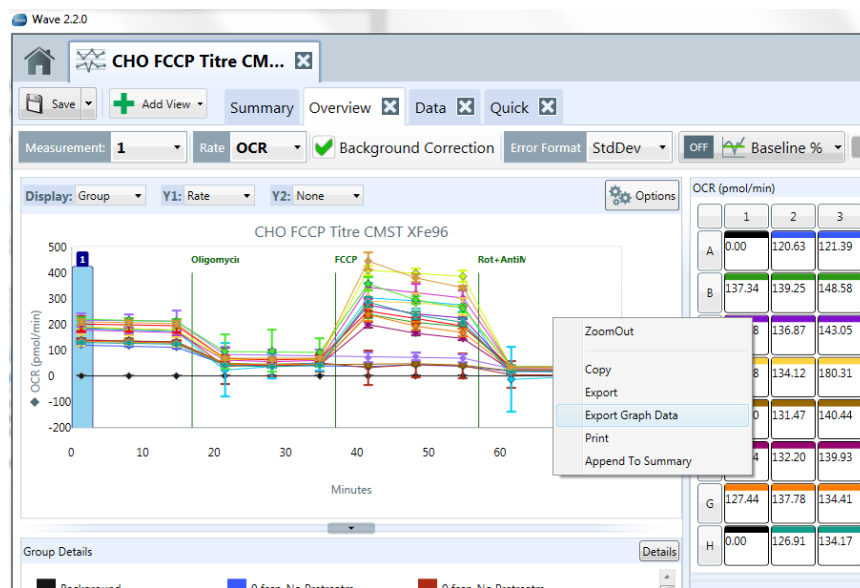 Wave 2.2.0
CHO FCCP Titre CM...
Save Add View Summary Overview Data Quick
Measurement: 1 Rate OCR Background Correction Error Format StdDev OFF Baseline %
Display: Group Y1: Rate Y2: None Options OCR (pmol/min)
CHO FCCP Titre CMST XFe96
1 2 3
500 1 Oligomycin FCCP Rot+AntiM A 0.00 120.63 121.39
400
300 B 137.34 139.25 148.58
200 ZoomOut 136.87 143.05
100 Copy 134.12 180.31
0 Export
-100 Export Graph Data 131.47 140.44
-200 Print
0 10 20 30 40 50 60 Append To Summary 132.20 139.93
OCR (pmol/min)
Minutes
G 127.44 137.78 134.41
H 0.00 126.91 134.17
Group Details Details
Background